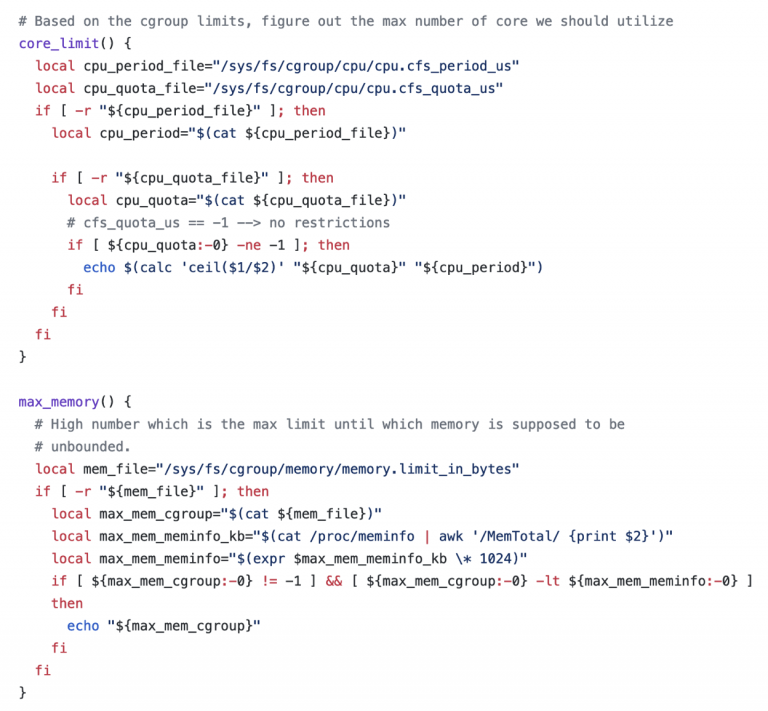 # Based on the cgroup limits, figure out the max number of core we should utilize
core_limit() {
  local cpu_period_file="/sys/fs/cgroup/cpu/cpu.cfs_period_us"
  local cpu_quota_file="/sys/fs/cgroup/cpu/cpu.cfs_quota_us"
  if [ -r "${cpu_period_file}" ]; then
    local cpu_period="$(cat ${cpu_period_file})"

    if [ -r "${cpu_quota_file}" ]; then
      local cpu_quota="$(cat ${cpu_quota_file})"
      # cfs_quota_us == -1 --> no restrictions
      if [ ${cpu_quota:-0} -ne -1 ]; then
        echo $(calc 'ceil($1/$2)' "${cpu_quota}" "${cpu_period}")
      fi
    fi
  fi
}

max_memory() {
  # High number which is the max limit until which memory is supposed to be
  # unbounded.
  local mem_file="/sys/fs/cgroup/memory/memory.limit_in_bytes"
  if [ -r "${mem_file}" ]; then
    local max_mem_cgroup="$(cat ${mem_file})"
    local max_mem_meminfo_kb="$(cat /proc/meminfo | awk '/MemTotal/ {print $2}')"
    local max_mem_meminfo="$(expr $max_mem_meminfo_kb \* 1024)"
    if [ ${max_mem_cgroup:-0} != -1 ] && [ ${max_mem_cgroup:-0} -lt ${max_mem_meminfo:-0} ]
    then
      echo "${max_mem_cgroup}"
    fi
  fi
}